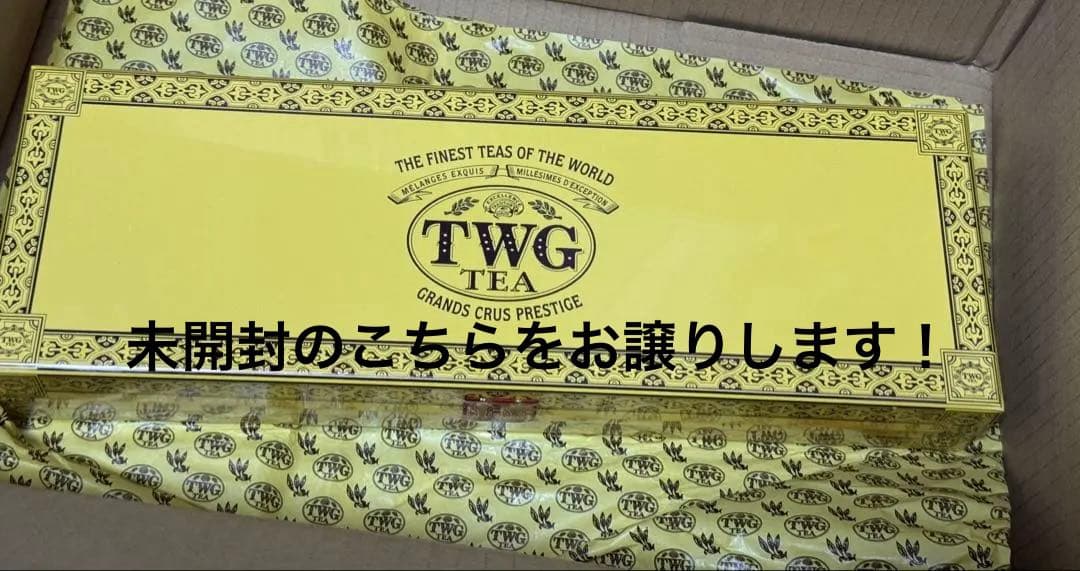 THE FINEST TEAS OF THE WORLD
MÉLANGES EXQUIS MILLÉSIMES D'EXCEPTION
TWG
TEA
GRANDS CRUS PRESTIGE
未開封のこちらをお譲りします！